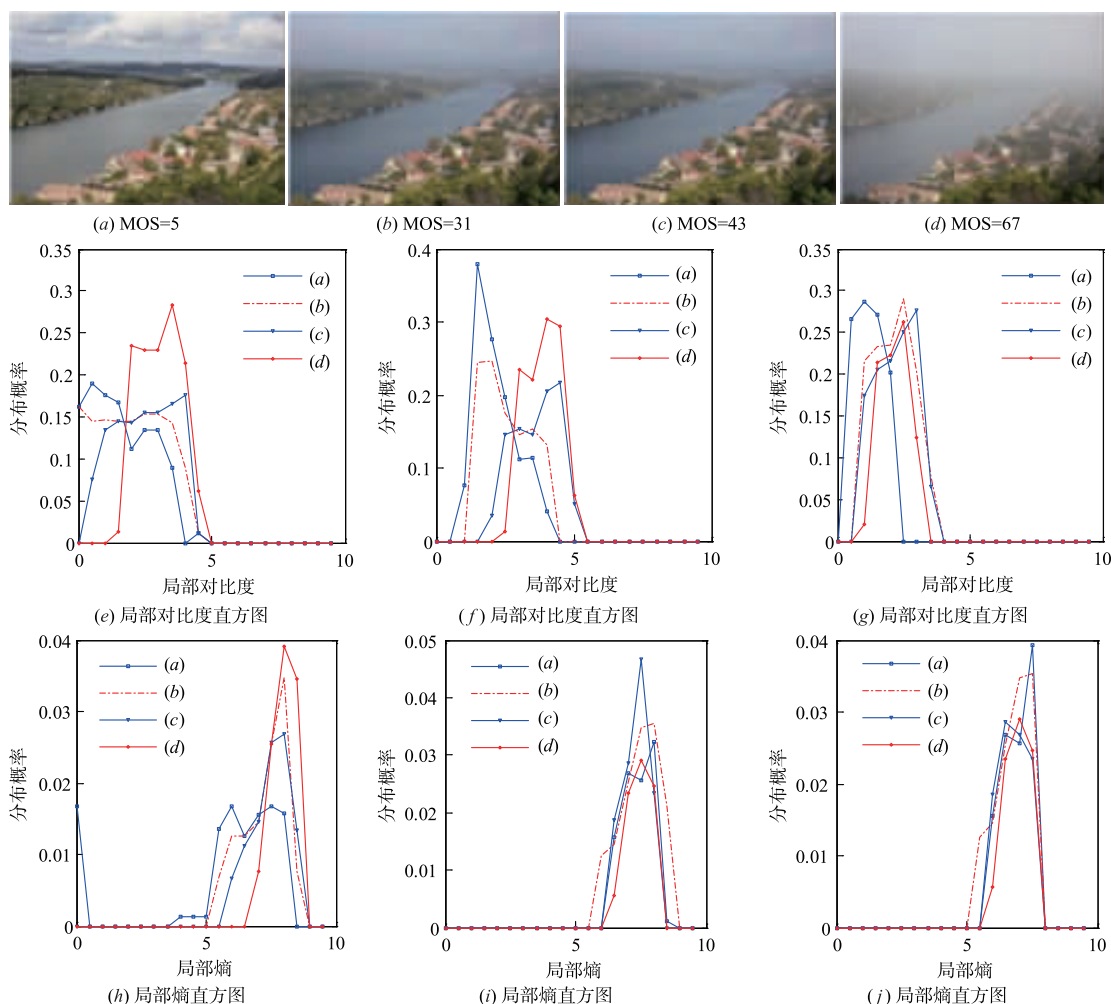 (a) MOS=5
(b) MOS=31
(c) MOS=43
(d) MOS=67
0.35
0.3
0.25
0.2
0.15
0.1
0.05
0
0
5
10
分布概率
局部对比度
(a)
(b)
(c)
(d)
(e) 局部对比度直方图
0.4
0.3
0.2
0.1
0
0
5
10
分布概率
局部对比度
(a)
(b)
(c)
(d)
(f) 局部对比度直方图
0.35
0.3
0.25
0.2
0.15
0.1
0.05
0
0
5
10
分布概率
局部对比度
(a)
(b)
(c)
(d)
(g) 局部对比度直方图
0.04
0.03
0.02
0.01
0
0
5
10
分布概率
局部熵
(a)
(b)
(c)
(d)
(h) 局部熵直方图
0.05
0.04
0.03
0.02
0.01
0
0
5
10
分布概率
局部熵
(a)
(b)
(c)
(d)
(i) 局部熵直方图
0.04
0.03
0.02
0.01
0
0
5
10
分布概率
局部熵
(a)
(b)
(c)
(d)
(j) 局部熵直方图